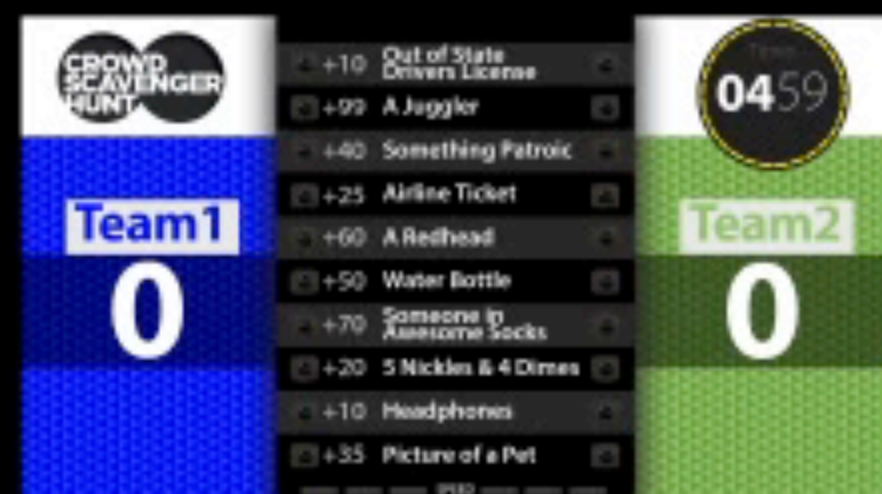 CROWD
SCAVENGER
HUNT
Team1
0
+10 Out of State
Drivers License
+99 A Juggler
+40 Something Patroic
+25 Airline Ticket
+60 A Redhead
+50 Water Bottle
+70 Someone in
Awesome Socks
+20 5 Nickles & 4 Dimes
+10 Headphones
+35 Picture of a Pet
04 59
Team2
0